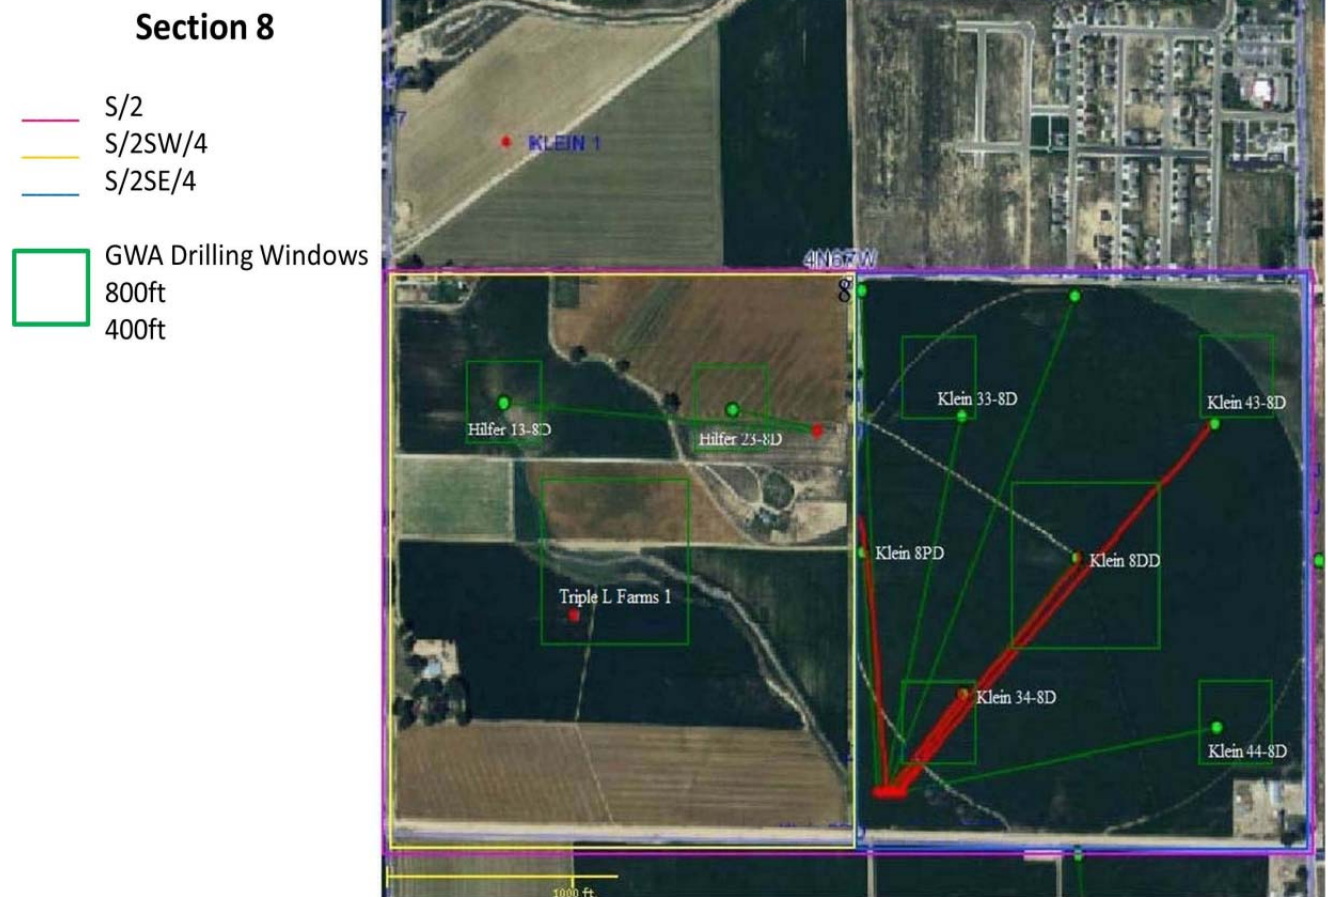 Section 8
S/2
S/2SW/4
S/2SE/4
GWA Drilling Windows
800ft
400ft
7
KLEIN 1
4N67W
8
Klein 33-8D
Klein 43-8D
Hilfer 13-8D
Hilfer 23-8D
Klein 8PD
Klein 8DD
Triple L Farms 1
Klein 34-8D
Klein 44-8D
1000 ft.